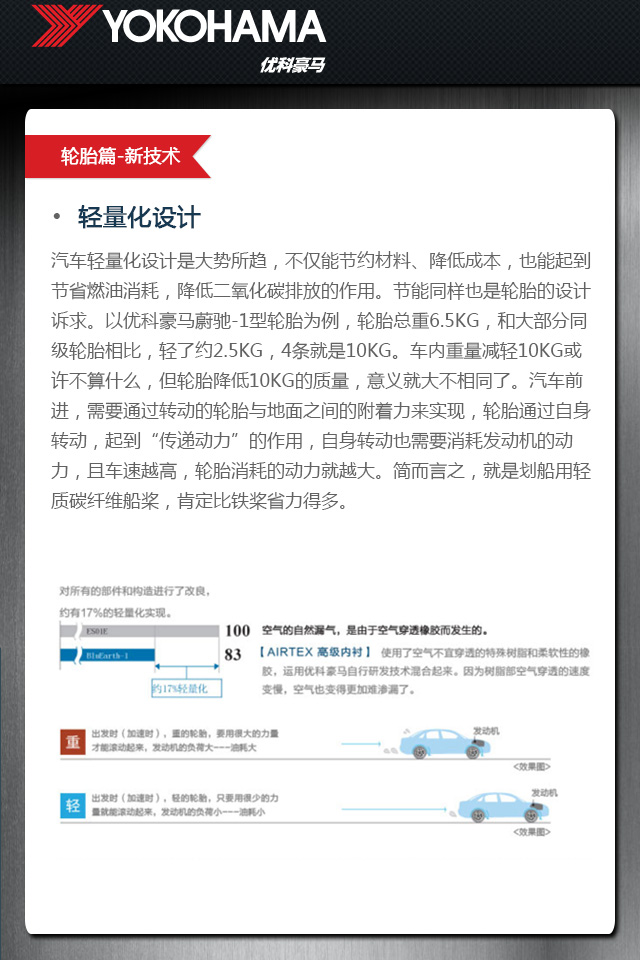 YOKOHAMA
优科豪马
轮胎篇-新技术
• 轻量化设计
汽车轻量化设计是大势所趋，不仅能节约材料、降低成本，也能起到
节省燃油消耗，降低二氧化碳排放的作用。节能同样也是轮胎的设计
诉求。以优科豪马蔚驰-1型轮胎为例，轮胎总重6.5KG，和大部分同
级轮胎相比，轻了约2.5KG，4条就是10KG。车内重量减轻10KG或
许不算什么，但轮胎降低10KG的质量，意义就大不相同了。汽车前
进，需要通过转动的轮胎与地面之间的附着力来实现，轮胎通过自身
转动，起到“传递动力”的作用，自身转动也需要消耗发动机的动
力，且车速越高，轮胎消耗的动力就越大。简而言之，就是划船用轻
质碳纤维船桨，肯定比铁桨省力得多。
对所有的部件和构造进行了改良，
约有17%的轻量化实现。
ES01E 100
BluEarth-1 83
约17%轻量化
空气的自然漏气，是由于空气穿透橡胶而发生的。
【AIRTEX 高级内衬】 使用了空气不宜穿透的特殊树脂和柔软性的橡
胶，运用优科豪马自行研发技术混合起来。因为树脂部空气穿透的速度
变慢，空气也变得更加难渗漏了。
重
出发时（加速时），重的轮胎，要用很大的力量
才能滚动起来，发动机的负荷大---油耗大
发动机
<效果图>
轻
出发时（加速时），轻的轮胎，只要用很少的力
量就能滚动起来，发动机的负荷小---油耗小
发动机
<效果图>